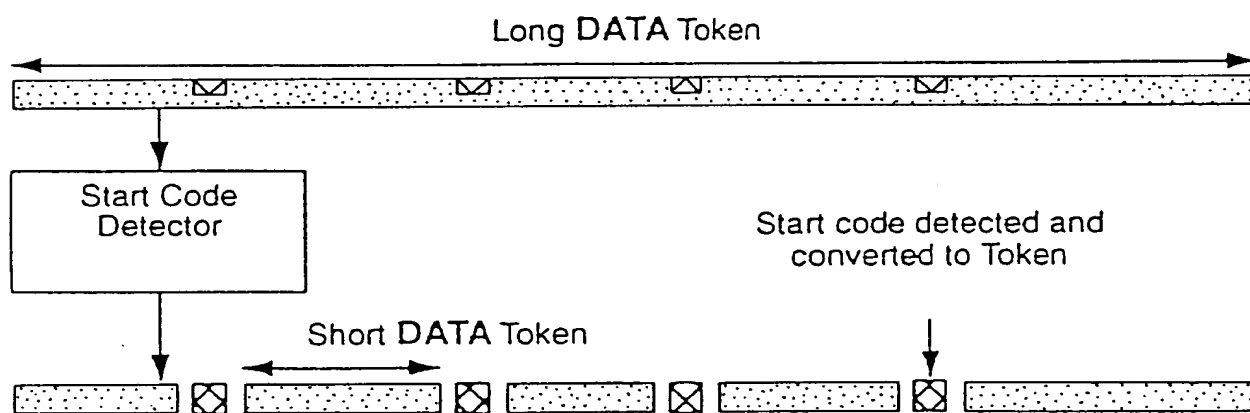 Long DATA Token
Start Code
Detector
Start code detected and
converted to Token
Short DATA Token